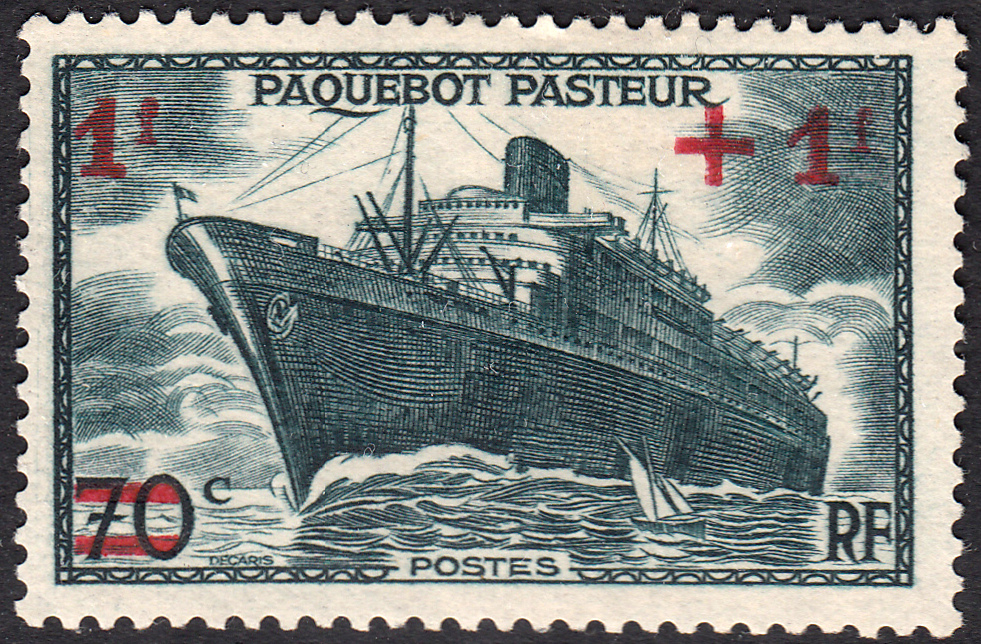 PAQUEBOT PASTEUR
1f + 1f
70c
DECARIS
POSTES
RF